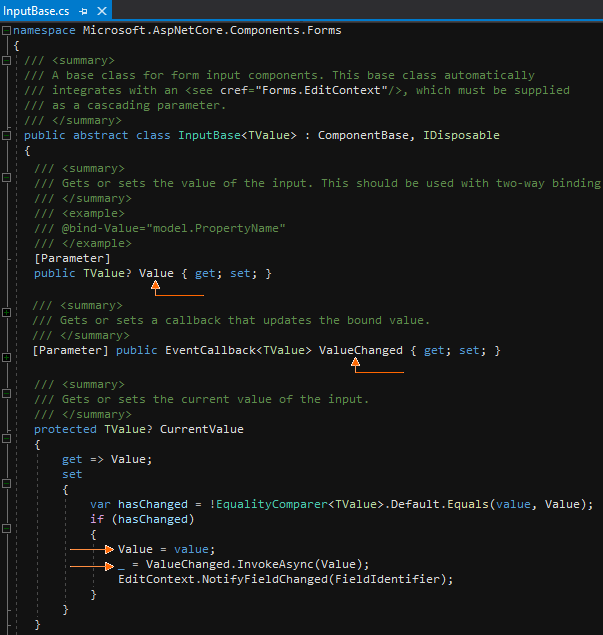 InputBase.cs
namespace Microsoft.AspNetCore.Components.Forms
{
/// <summary>
/// A base class for form input components. This base class automatically
/// integrates with an <see cref="Forms.EditContext"/>, which must be supplied
/// as a cascading parameter.
/// </summary>
public abstract class InputBase<TValue> : ComponentBase, IDisposable
{
/// <summary>
/// Gets or sets the value of the input. This should be used with two-way binding
/// </summary>
/// <example>
/// @bind-Value="model.PropertyName"
/// </example>
[Parameter]
public TValue? Value { get; set; }
/// <summary>
/// Gets or sets a callback that updates the bound value.
/// </summary>
[Parameter] public EventCallback<TValue> ValueChanged { get; set; }
/// <summary>
/// Gets or sets the current value of the input.
/// </summary>
protected TValue? CurrentValue
{
get => Value;
set
{
var hasChanged = !EqualityComparer<TValue>.Default.Equals(value, Value);
if (hasChanged)
{
Value = value;
_ = ValueChanged.InvokeAsync(Value);
EditContext.NotifyFieldChanged(FieldIdentifier);
}
}
}